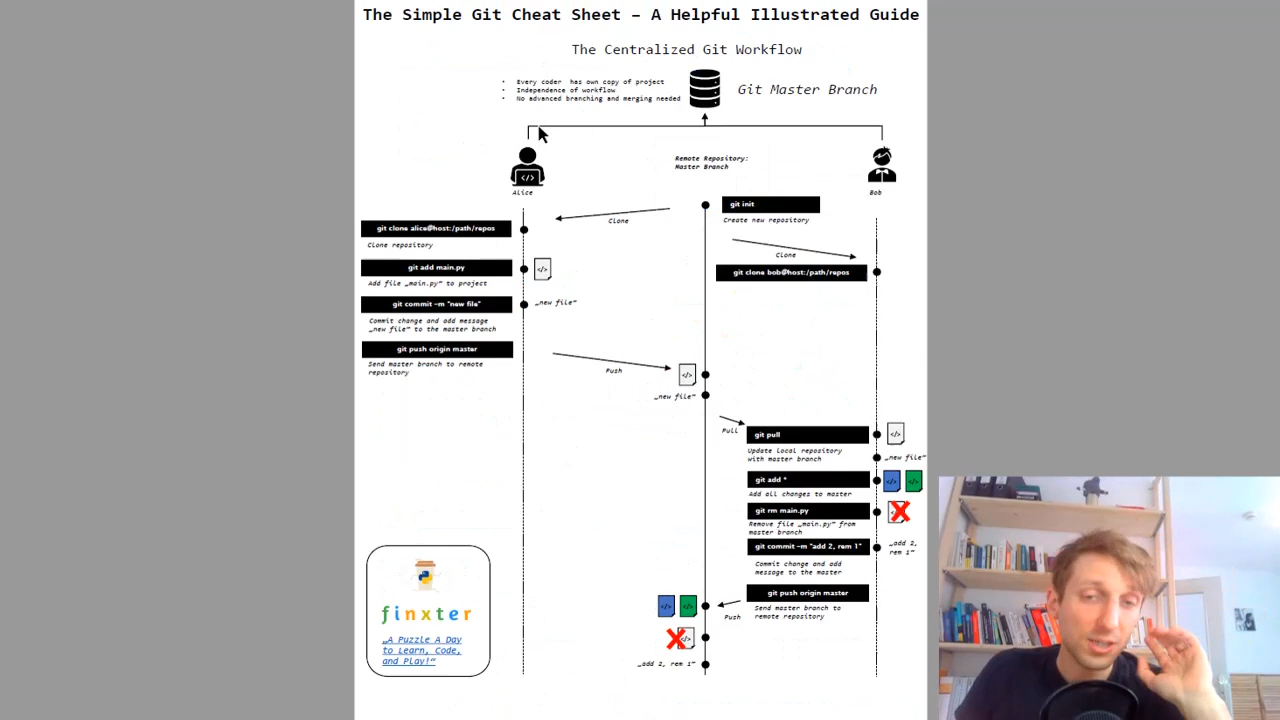 The Simple Git Cheat Sheet – A Helpful Illustrated Guide
The Centralized Git Workflow
• Every coder has own copy of project
• Independence of workflow
• No advanced branching and merging needed
Git Master Branch
Remote Repository:
Master Branch
</>
Alice
Bob
git init
Create new repository
Clone
git clone alice@host:/path/repos
Clone repository
Clone
git clone bob@host:/path/repos
git add main.py
</>
Add file „main.py“ to project
git commit –m "new file"
„new file“
Commit change and add message
„new file“ to the master branch
git push origin master
Send master branch to remote
repository
Push
</>
„new file“
Pull
git pull
</>
Update local repository
with master branch
„new file“
git add *
</>
</>
Add all changes to master
git rm main.py
Remove file „main.py“ from
master branch
git commit –m "add 2, rem 1"
„add 2,
rem 1“
Commit change and add
message to the master
git push origin master
Send master branch to
remote repository
Push
</>
</>
</>
„add 2, rem 1“
finxter
„A Puzzle A Day
to Learn, Code,
and Play!“